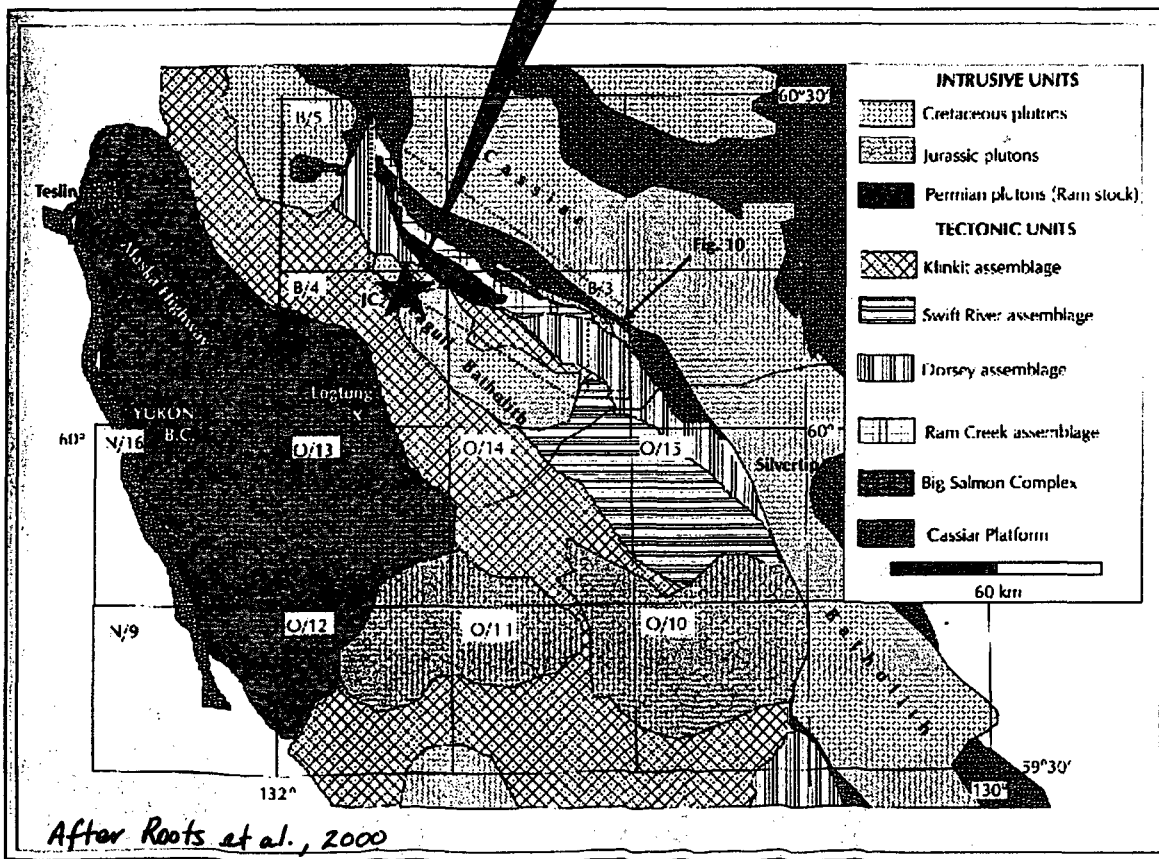 INTRUSIVE UNITS
Cretaceous plutons
Jurassic plutons
Permian plutons (Ram stock)
TECTONIC UNITS
Klinkit assemblage
Swift River assemblage
Dorsey assemblage
Ram Creek assemblage
Big Salmon Complex
Cassiar Platform
60 km
60°30'
B/5
Cassiar
Teslin
Fig. 10
B/4
B/3
JC
Batholith
Logtung
X
YUKON
B.C.
60°
N/16
O/13
O/14
O/15
60°
Silvertip
N/9
O/12
O/11
O/10
Batholith
132°
130°
59°30'
After Roots et al., 2000